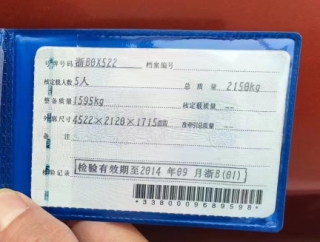 号牌号码 浙B0X522 档案编号
核定载人数 5人 总质量 2150kg
整备质量 1595kg 核定载质量 --
外廓尺寸 4522×2120×1715mm 准牵引总质量 --
备注
检验记录 检验有效期至2014年09月浙B(01)
*3380009689598*